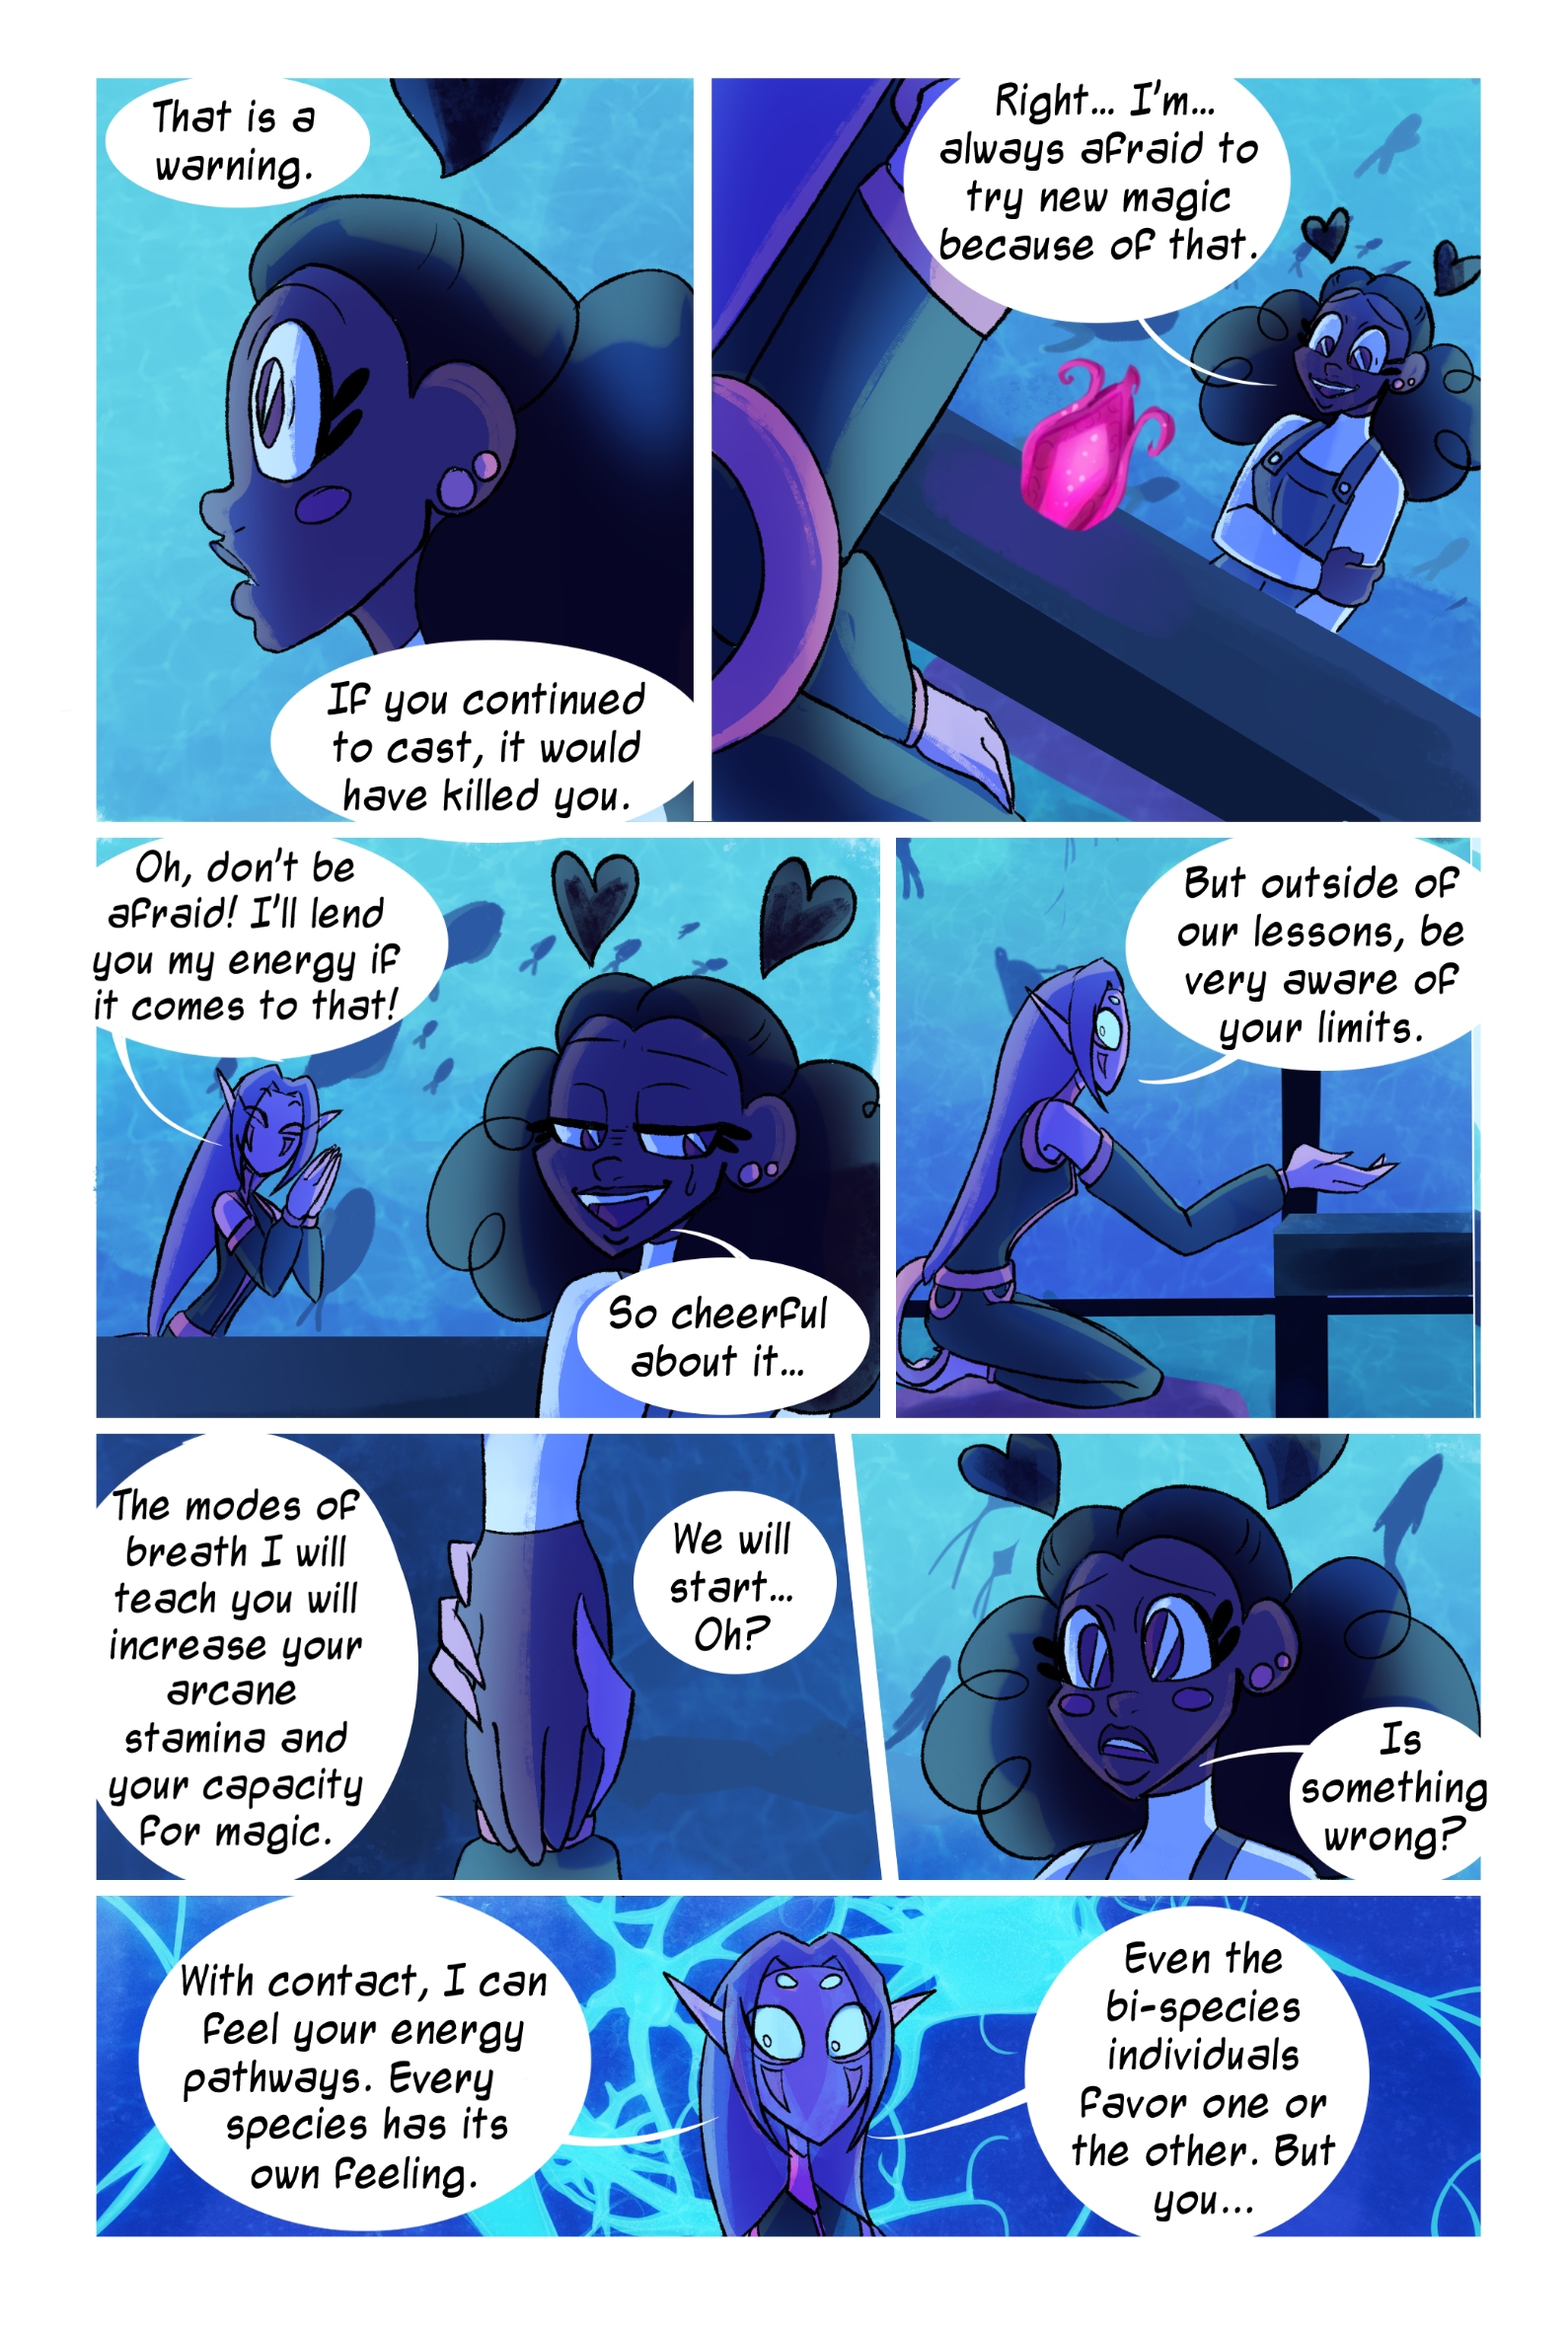 That is a
warning.
If you continued
to cast, it would
have killed you.
Right... I'm...
always afraid to
try new magic
because of that.
Oh, don't be
afraid! I'll lend
you my energy if
it comes to that!
So cheerful
about it...
But outside of
our lessons, be
very aware of
your limits.
The modes of
breath I will
teach you will
increase your
arcane
stamina and
your capacity
for magic.
We will
start...
Oh?
Is
something
wrong?
With contact, I can
feel your energy
pathways. Every
species has its
own feeling.
Even the
bi-species
individuals
favor one or
the other. But
you...